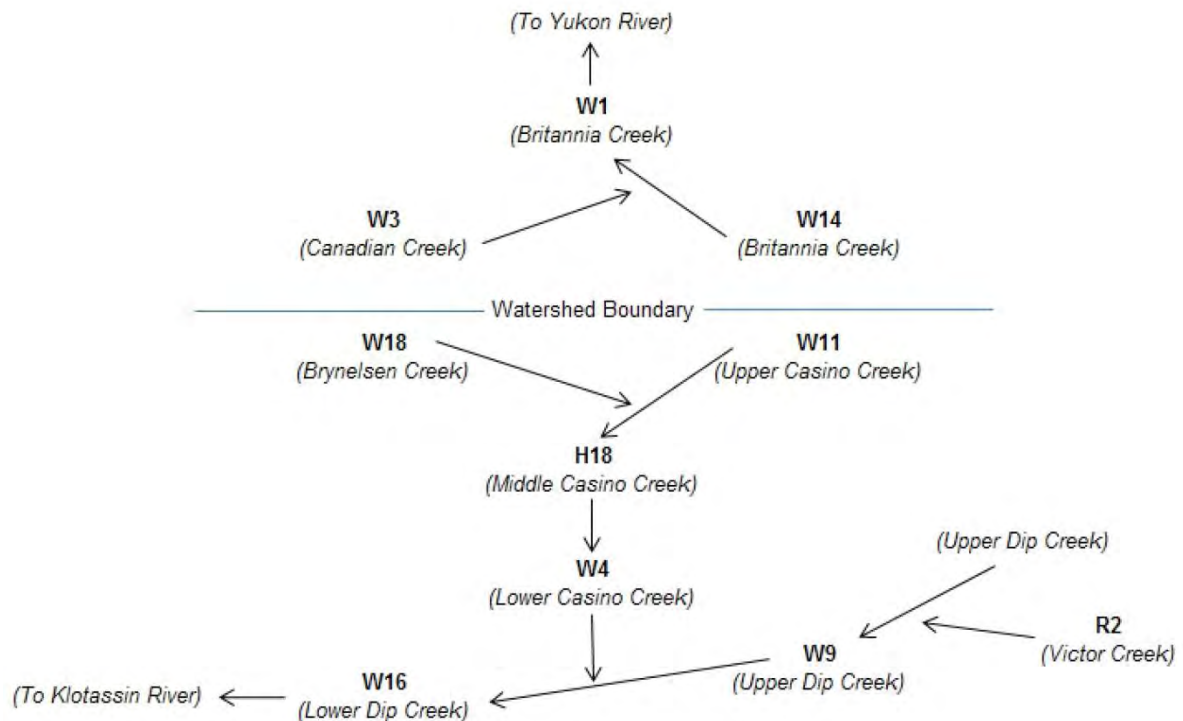 (To Yukon River)
W1
(Britannia Creek)
W3
(Canadian Creek)
W14
(Britannia Creek)
Watershed Boundary
W18
(Brynelsen Creek)
W11
(Upper Casino Creek)
H18
(Middle Casino Creek)
(Upper Dip Creek)
W4
(Lower Casino Creek)
R2
(Victor Creek)
W9
(Upper Dip Creek)
W16
(Lower Dip Creek)
(To Klotassin River)